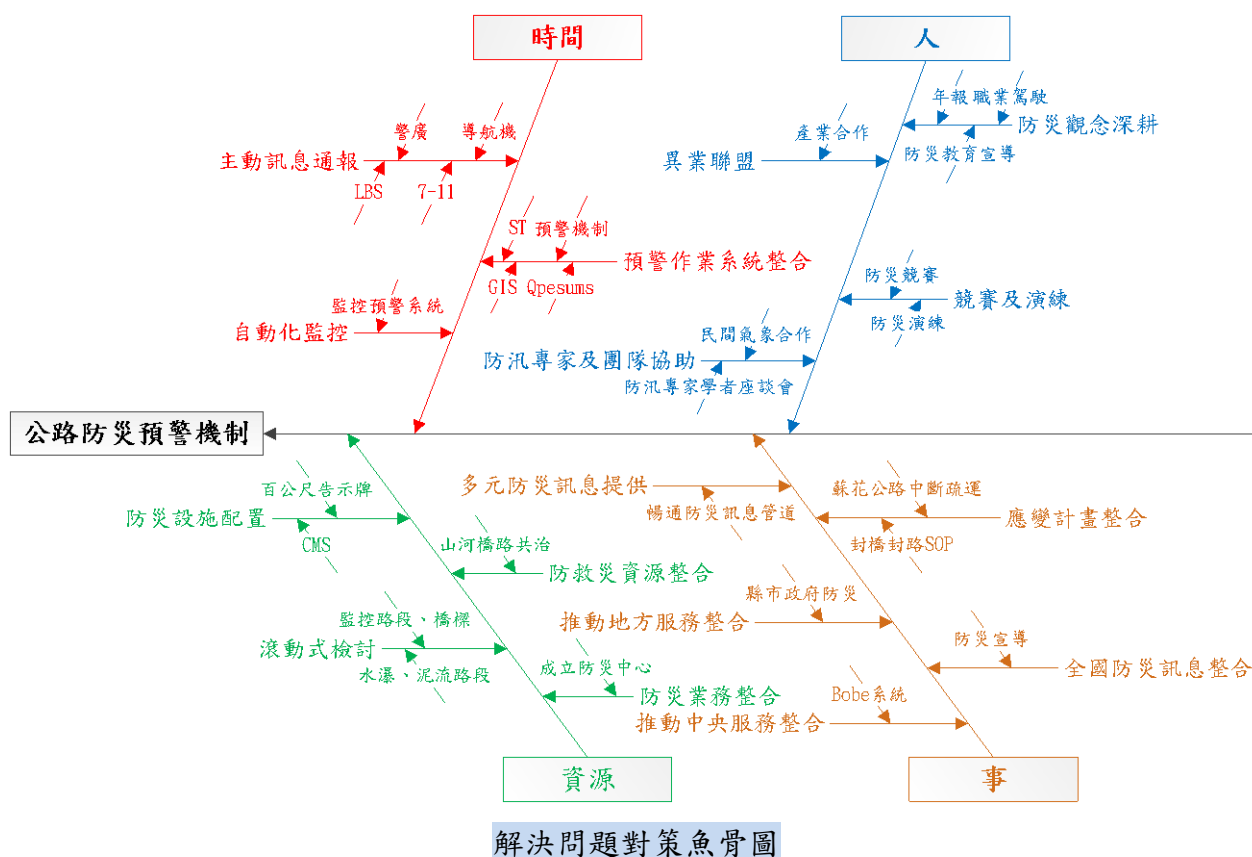 時間
人
警廣
導航機
主動訊息通報
LBS
7-11
ST 預警機制
預警作業系統整合
GIS Qpesums
監控預警系統
自動化監控
年報 職業駕駛
防災觀念深耕
防災教育宣導
產業合作
異業聯盟
防災競賽
競賽及演練
防災演練
民間氣象合作
防汛專家及團隊協助
防汛專家學者座談會
公路防災預警機制
百公尺告示牌
防災設施配置
CMS
山河橋路共治
防救災資源整合
監控路段、橋樑
滾動式檢討
水瀑、泥流路段
成立防災中心
防災業務整合
多元防災訊息提供
暢通防災訊息管道
蘇花公路中斷疏運
應變計畫整合
封橋封路SOP
縣市政府防災
推動地方服務整合
防災宣導
全國防災訊息整合
Bobe系統
推動中央服務整合
資源
事
解決問題對策魚骨圖